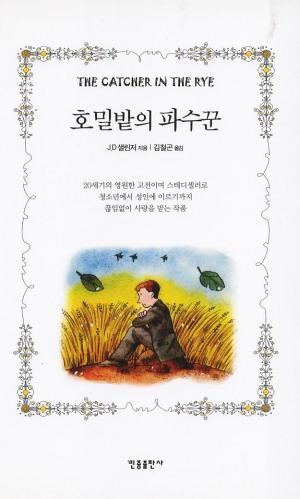 THE CATCHER IN THE RYE
호밀밭의 파수꾼
J.D 샐린저 지음 | 김철곤 옮김
20세기의 영원한 고전이며 스테디셀러로
청소년에서 성인에 이르기까지
끊임없이 사랑을 받는 작품
민중출판사